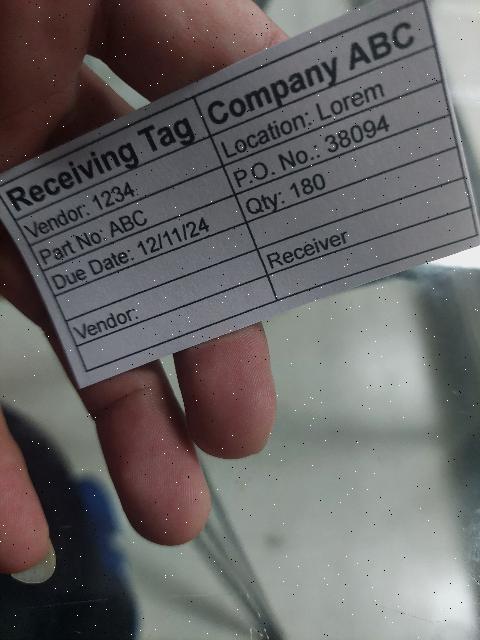 Receiving Tag Company ABC
Vendor: 1234 Location: Lorem
Part No: ABC P.O. No.: 38094
Due Date: 12/11/24 Qty: 180
Vendor: Receiver